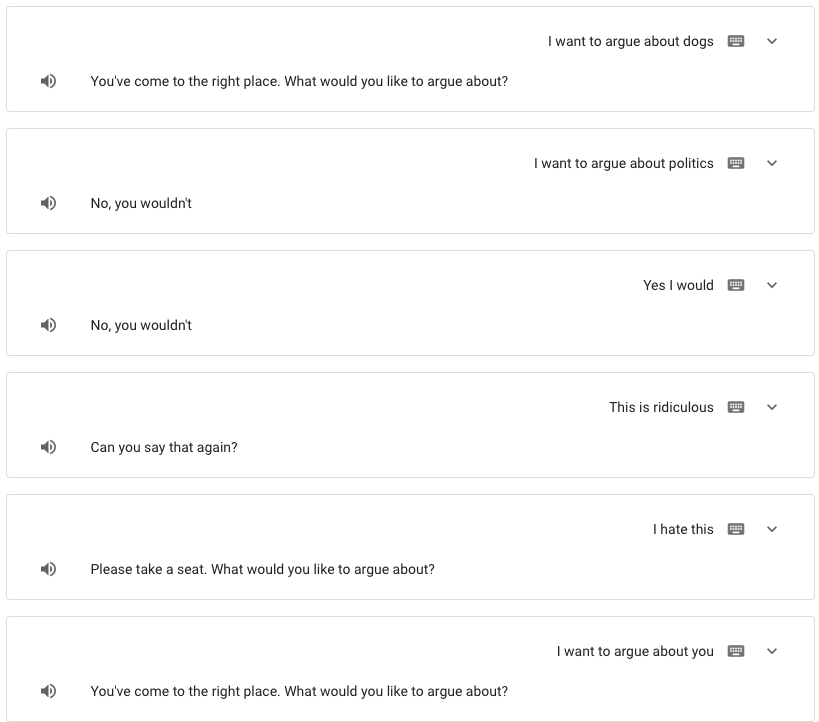 I want to argue about dogs
You've come to the right place. What would you like to argue about?
I want to argue about politics
No, you wouldn't
Yes I would
No, you wouldn't
This is ridiculous
Can you say that again?
I hate this
Please take a seat. What would you like to argue about?
I want to argue about you
You've come to the right place. What would you like to argue about?